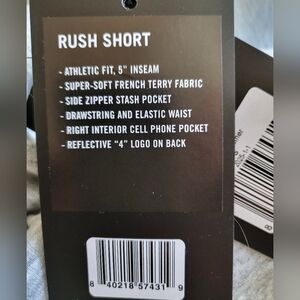 RUSH SHORT
- ATHLETIC FIT, 5" INSEAM
- SUPER-SOFT FRENCH TERRY FABRIC
- SIDE ZIPPER STASH POCKET
- DRAWSTRING AND ELASTIC WAIST
- RIGHT INTERIOR CELL PHONE POCKET
- REFLECTIVE "4" LOGO ON BACK
8 40218 57431 9